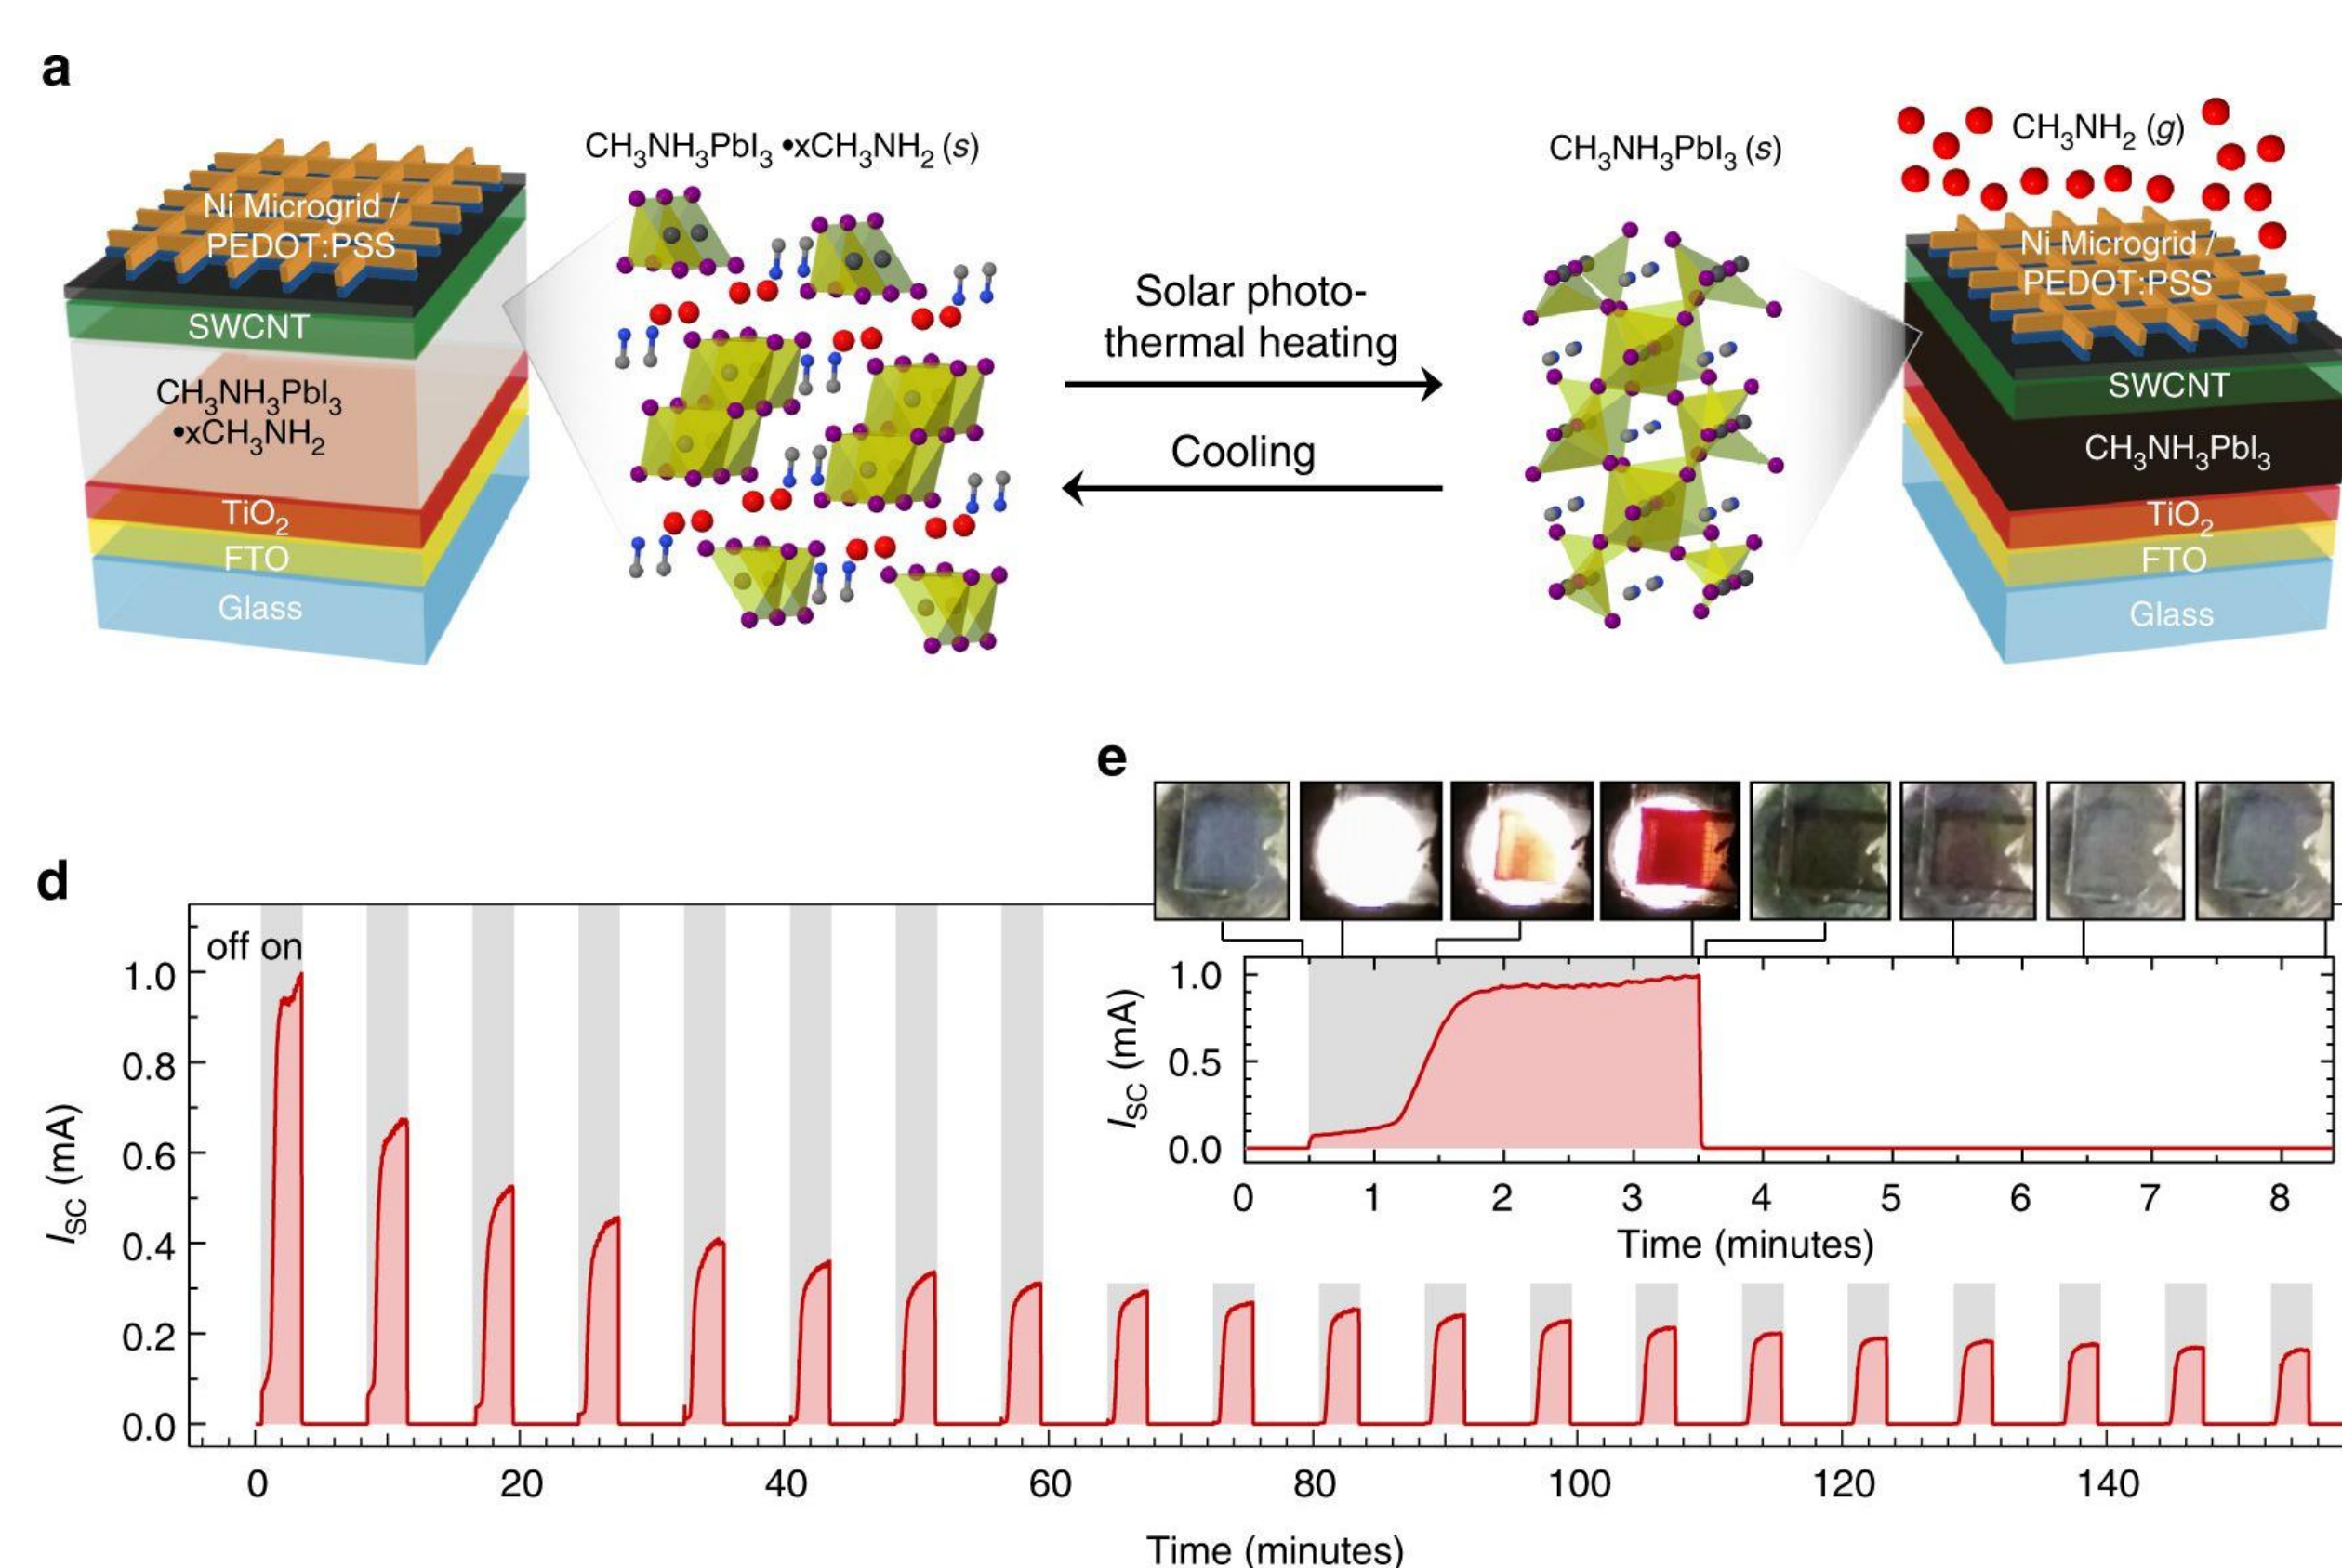 a
CH₃NH₃PbI₃ •xCH₃NH₂ (s)
CH₃NH₃PbI₃ (s)
CH₃NH₂ (g)
Ni Microgrid /
PEDOT:PSS
SWCNT
CH₃NH₃PbI₃
•xCH₃NH₂
TiO₂
FTO
Glass
Solar photo-
thermal heating
Cooling
Ni Microgrid /
PEDOT:PSS
SWCNT
CH₃NH₃PbI₃
TiO₂
FTO
Glass
d
off on
1.0
0.8
0.6
0.4
0.2
0.0
I_SC (mA)
0 20 40 60 80 100 120 140
Time (minutes)
e
1.0
0.5
0.0
I_SC (mA)
0 1 2 3 4 5 6 7 8
Time (minutes)